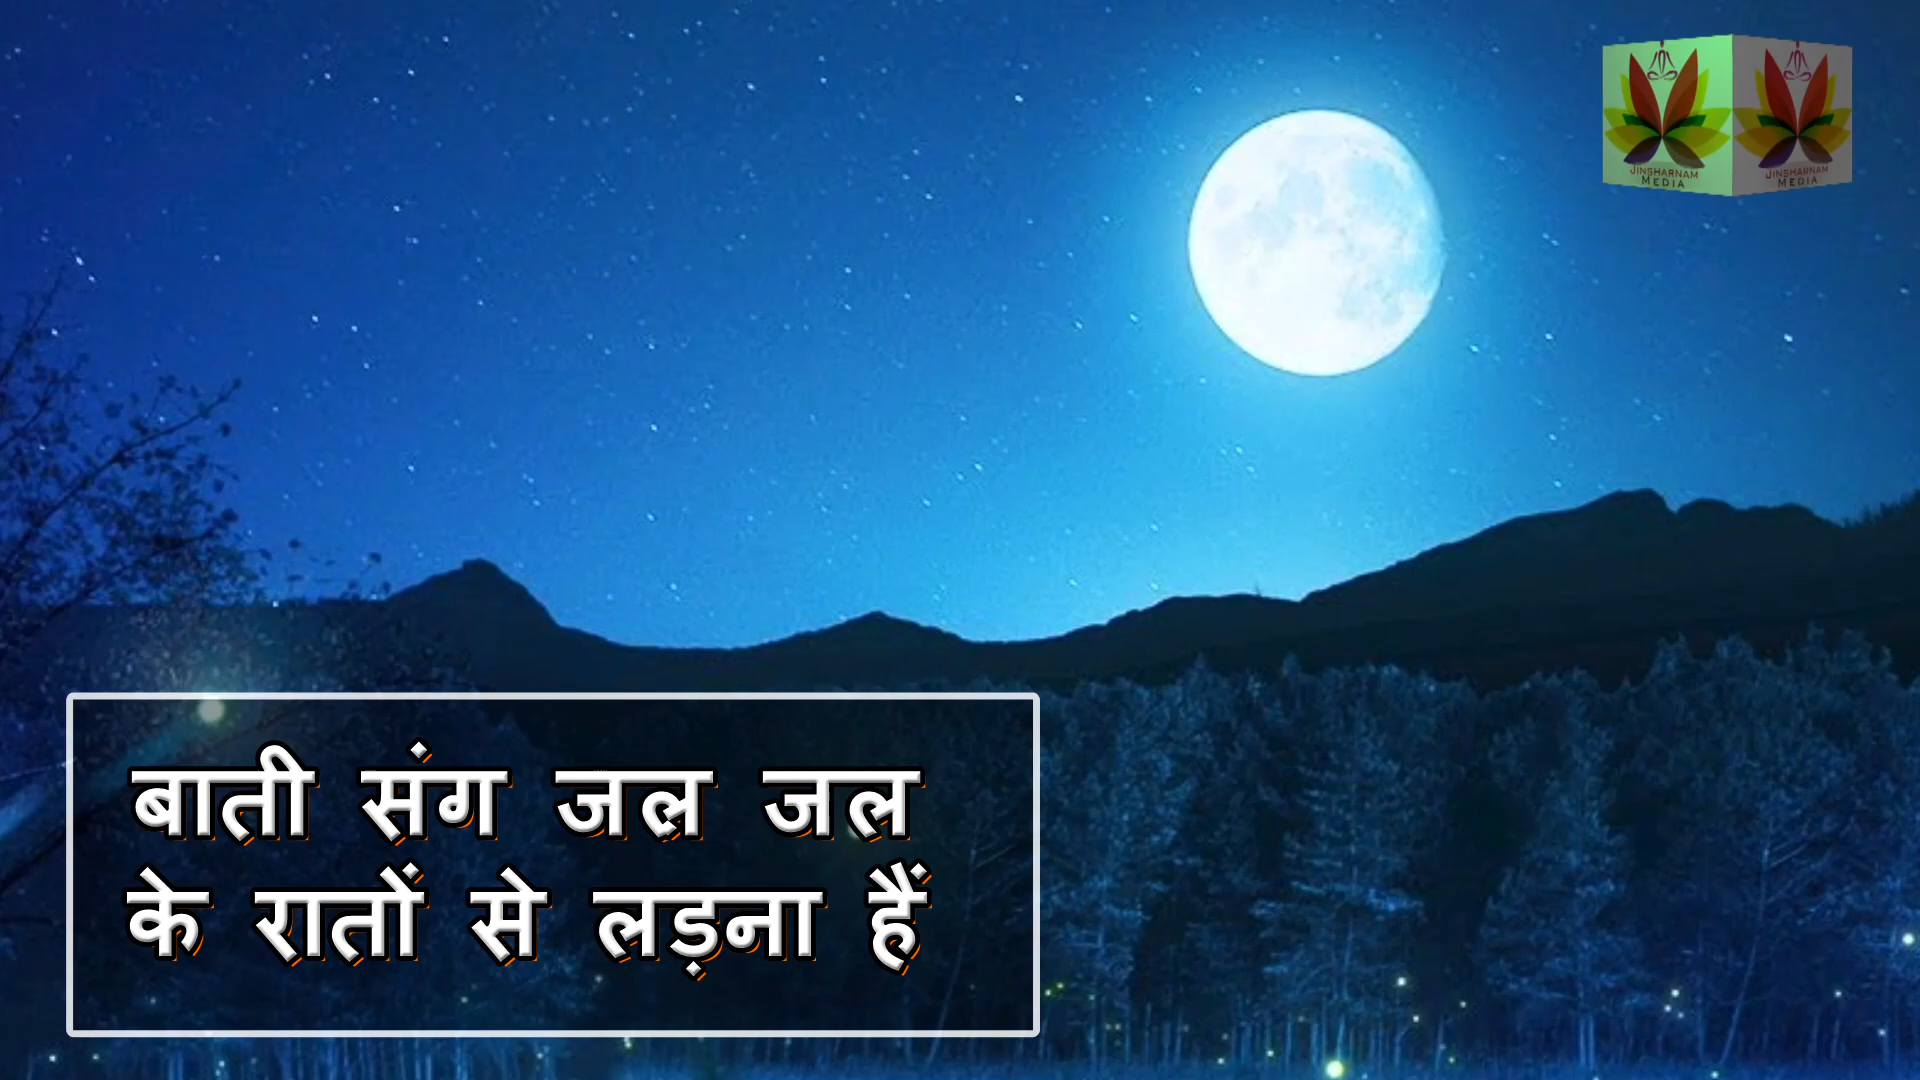 JINSHARNAM
MEDIA
JINSHARNAM
MEDIA
बाती संग जल जल
के रातों से लड़ना हैं